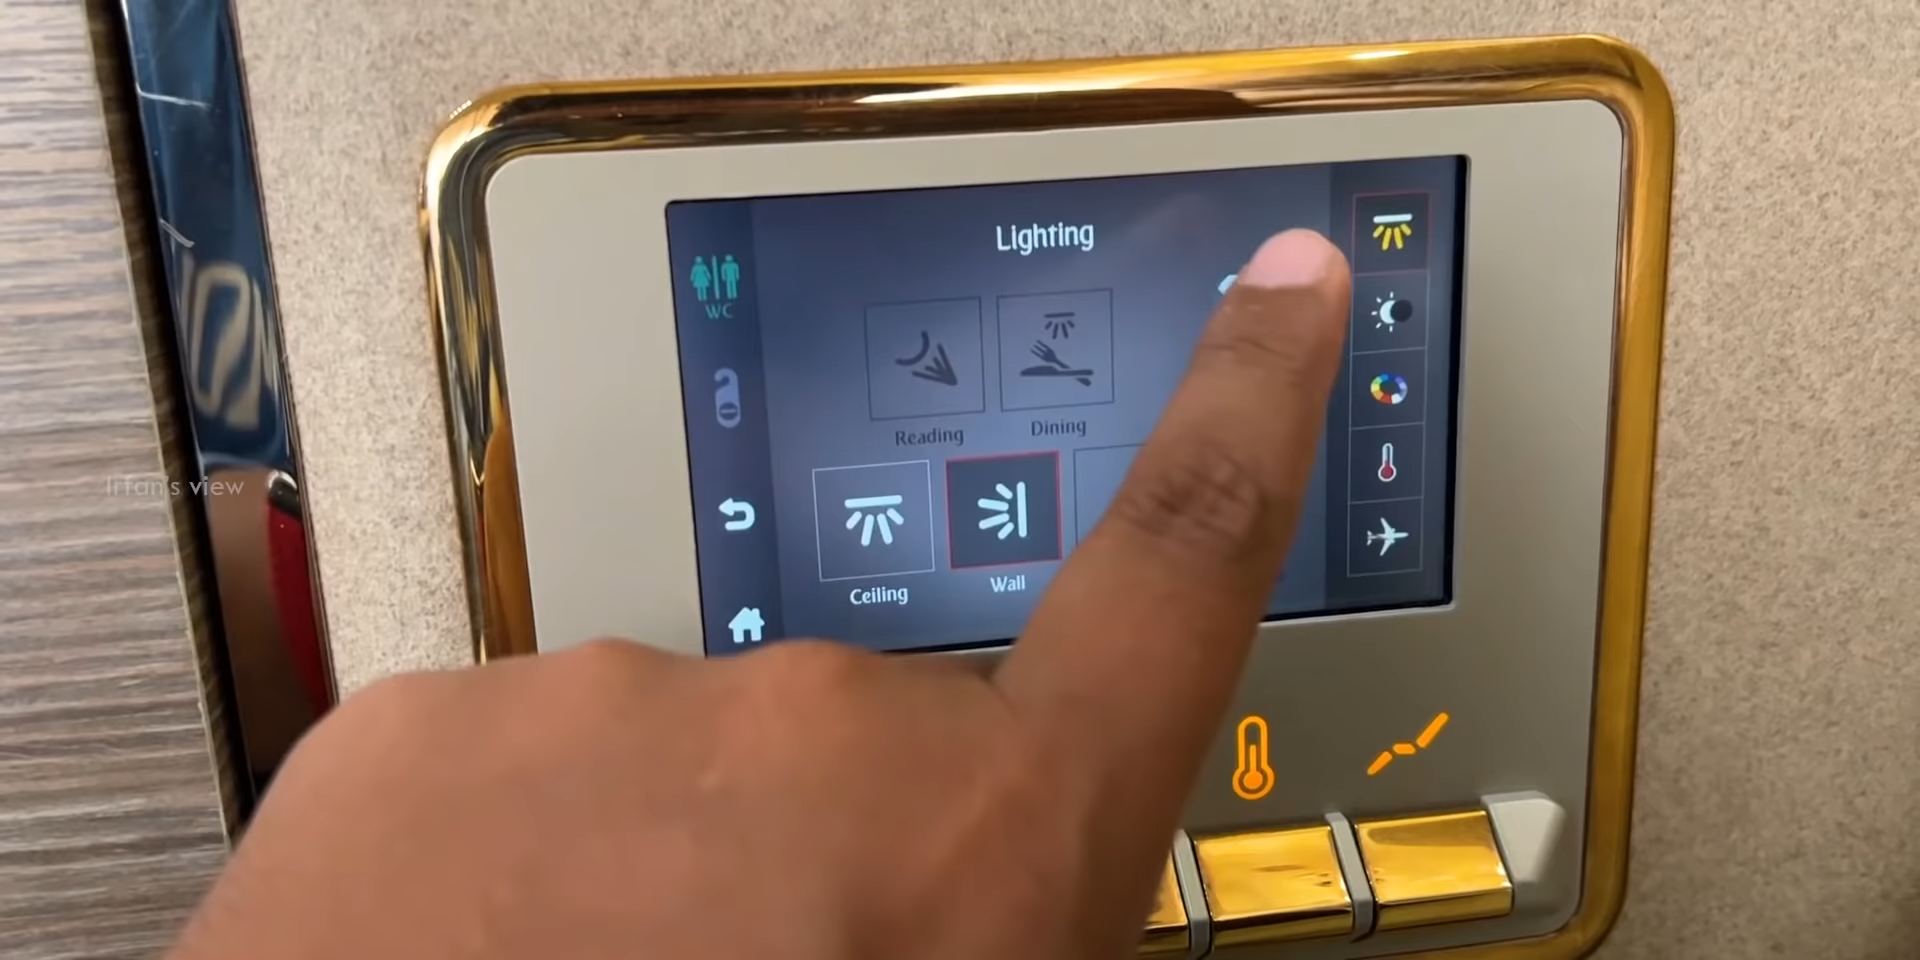 Lighting
WC
Reading
Dining
Ceiling
Wall
Irfan's view